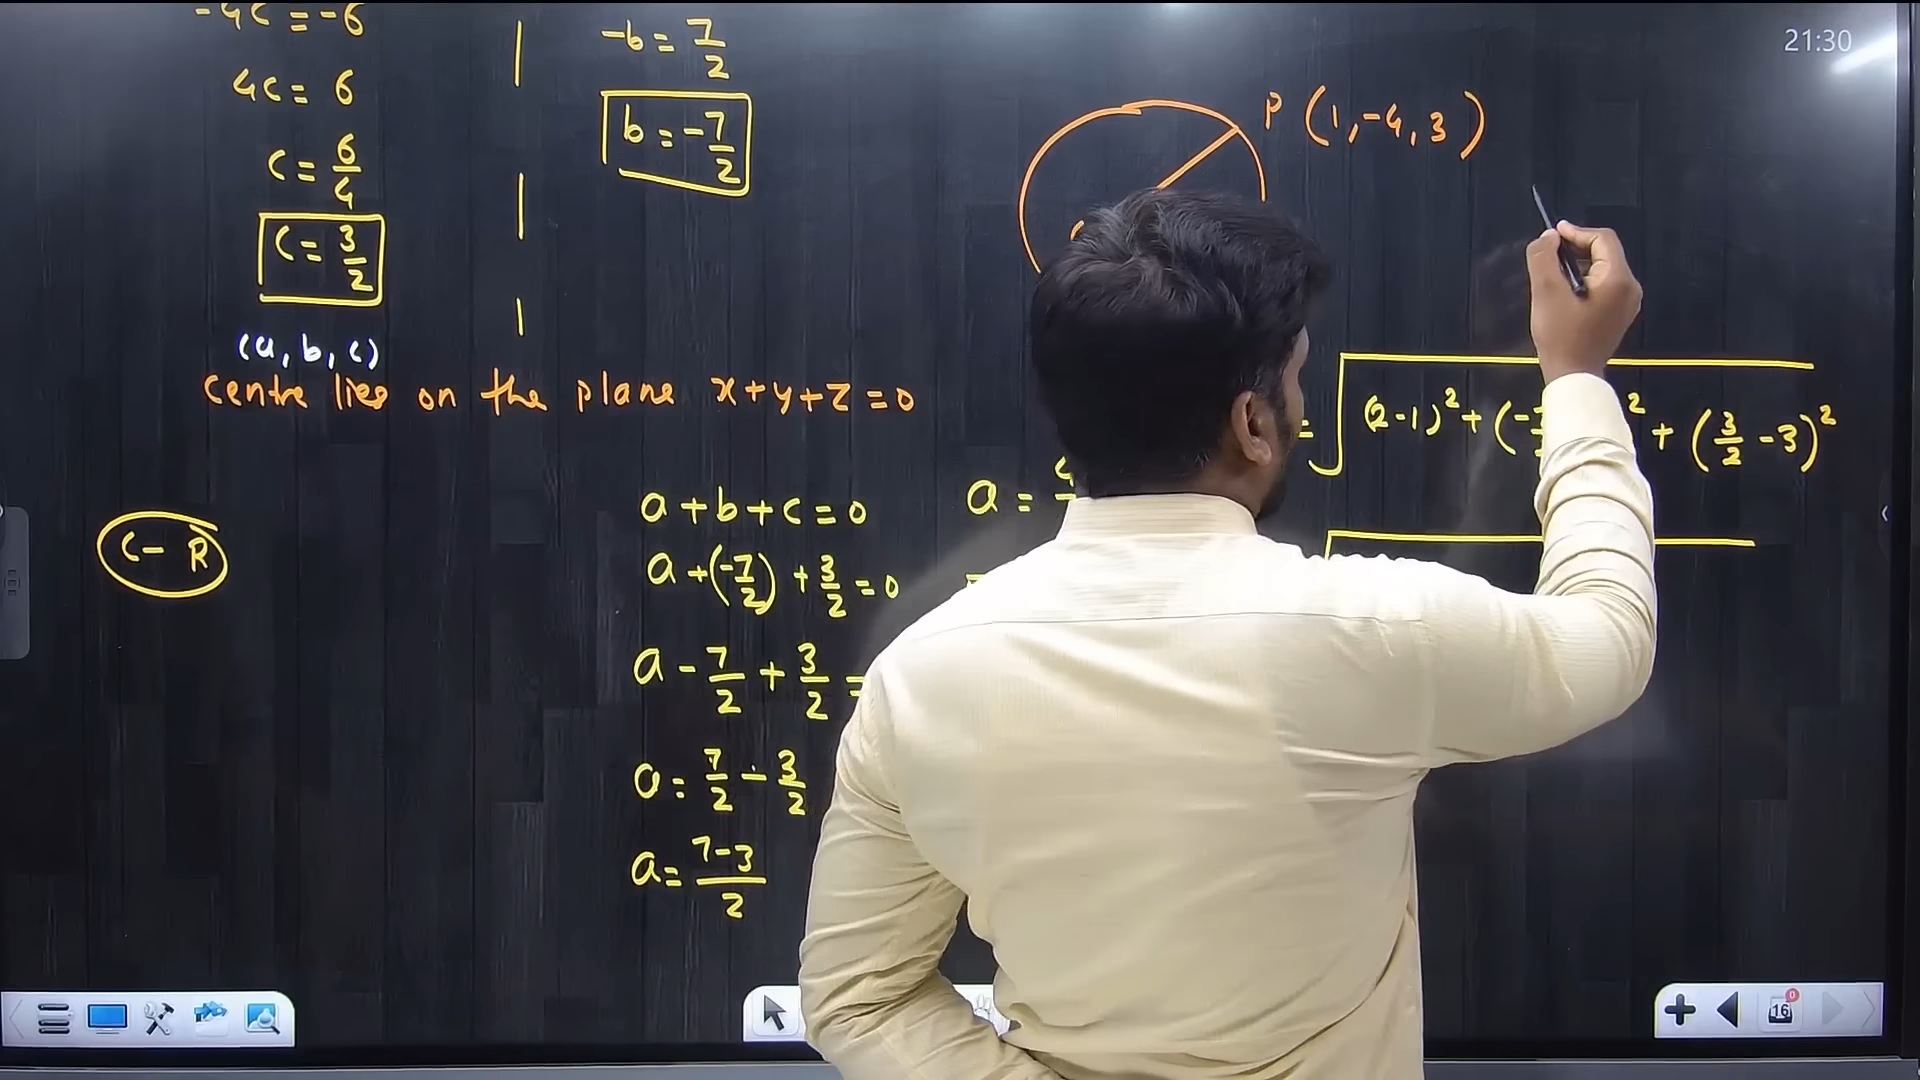 -4c = -6
4c = 6
c = 6/4
c = 3/2
-b = 7/2
b = -7/2
21:30
P (1, -4, 3)
(a, b, c)
centre lies on the plane x+y+z=0
C - R
a + b + c = 0
a + (-7/2) + 3/2 = 0
a - 7/2 + 3/2 =
a = 7/2 - 3/2
a = 7-3/2
a =
= √(2-1)² + (- ² + (3/2 - 3)²
16
0